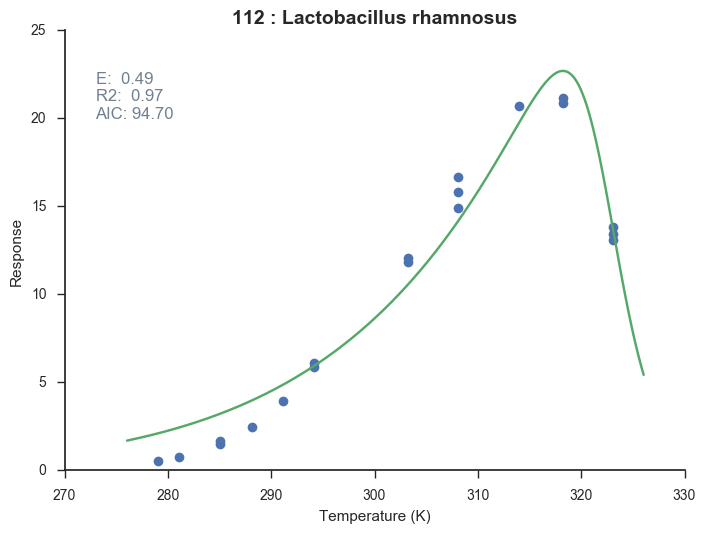 112 : Lactobacillus rhamnosus
E: 0.49
R2: 0.97
AIC: 94.70
Response
25
20
15
10
5
0
270 280 290 300 310 320 330
Temperature (K)